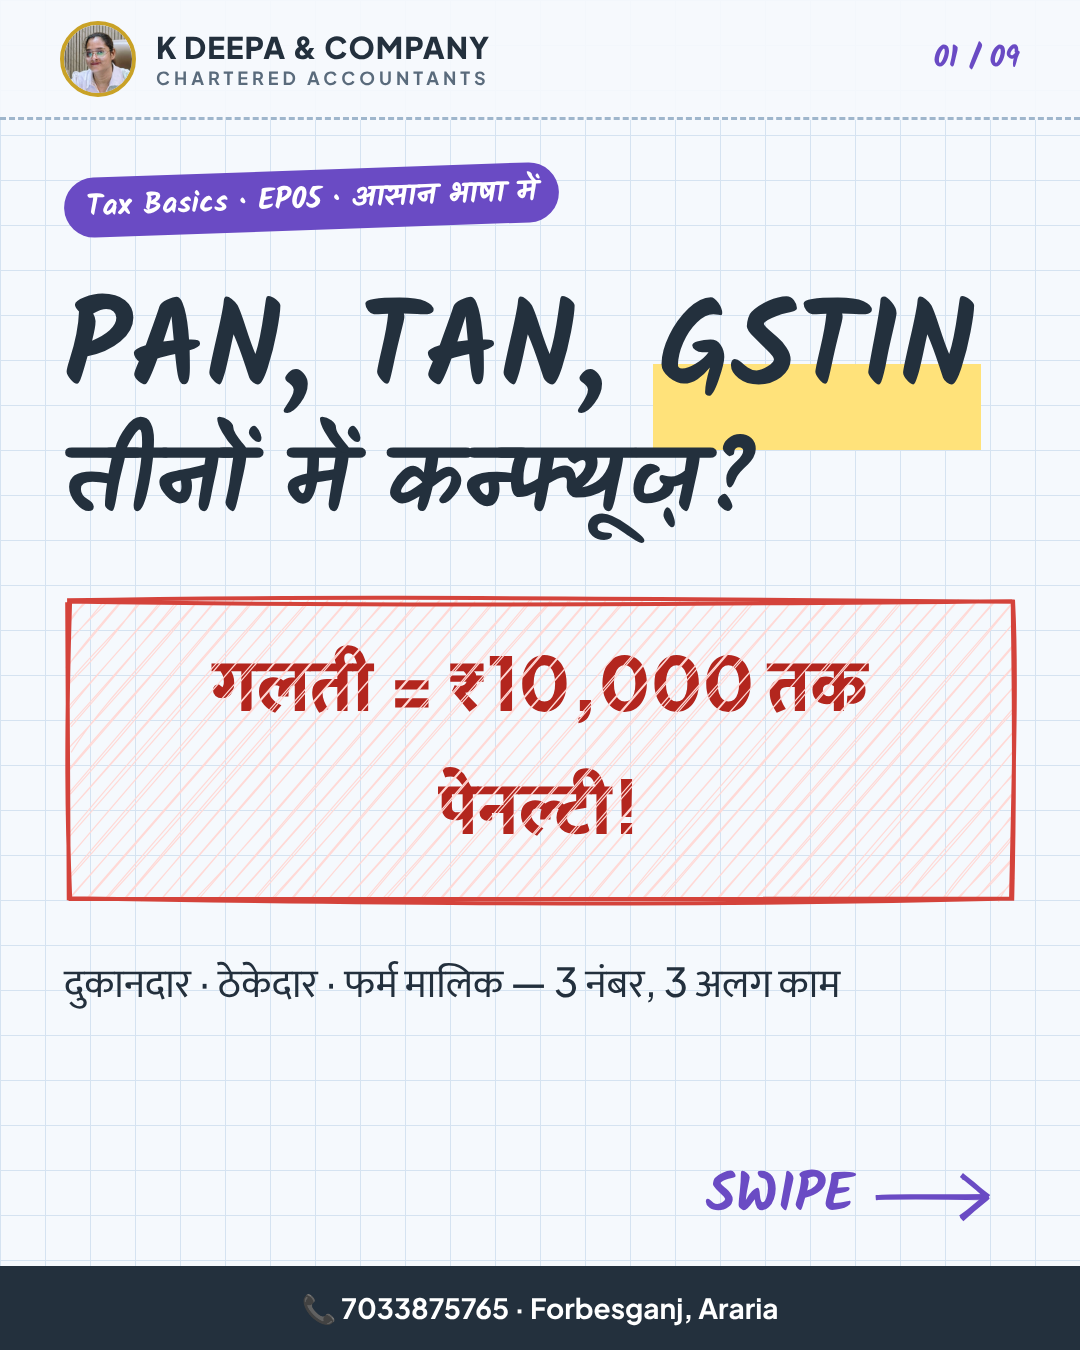 K DEEPA & COMPANY
CHARTERED ACCOUNTANTS
01 / 09
Tax Basics · EP05 · आसान भाषा में
PAN, TAN, GSTIN
तीनों में कन्फ्यूज़?
गलती = ₹10,000 तक
पेनल्टी!
दुकानदार · ठेकेदार · फर्म मालिक — 3 नंबर, 3 अलग काम
SWIPE
7033875765 · Forbesganj, Araria